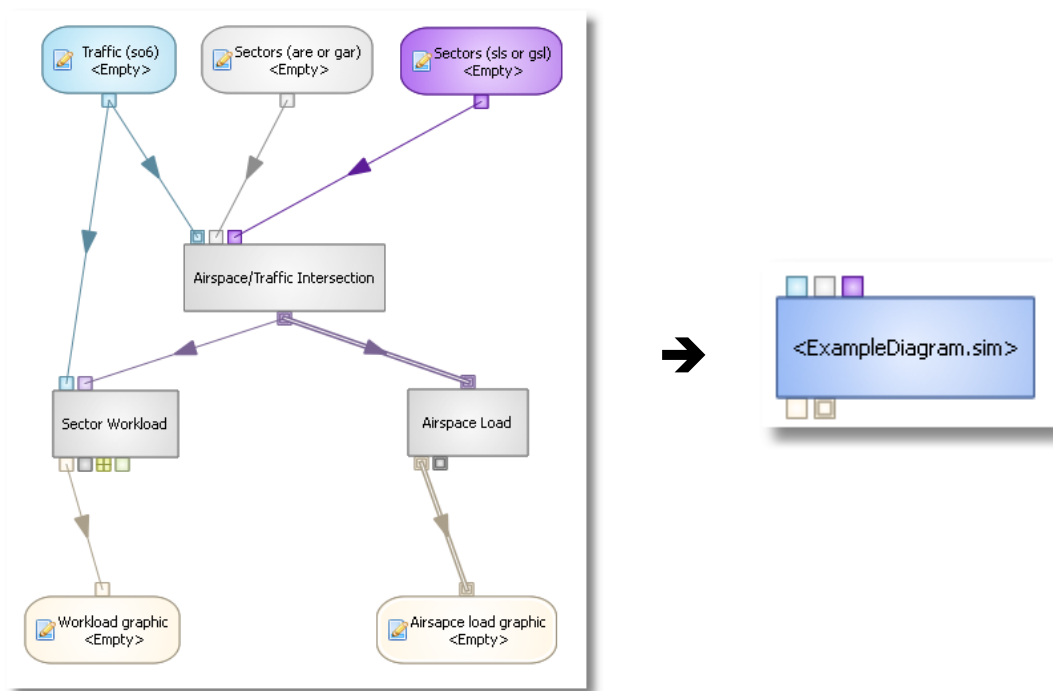 Traffic (so6)
<Empty>
Sectors (are or gar)
<Empty>
Sectors (sls or gsl)
<Empty>
Airspace/Traffic Intersection
Sector Workload
Airspace Load
Workload graphic
<Empty>
Airsapce load graphic
<Empty>
<ExampleDiagram.sim>